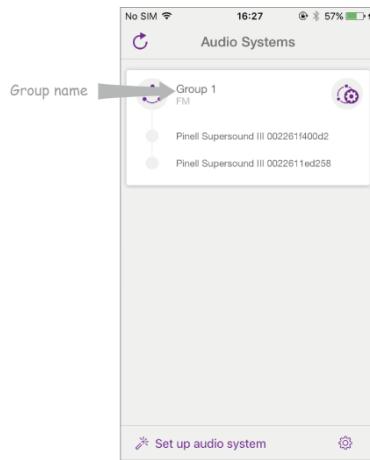 No SIM 16:27 57%
Audio Systems
Group name
Group 1
FM
Pinell Supersound III 002261f400d2
Pinell Supersound III 0022611ed258
Set up audio system